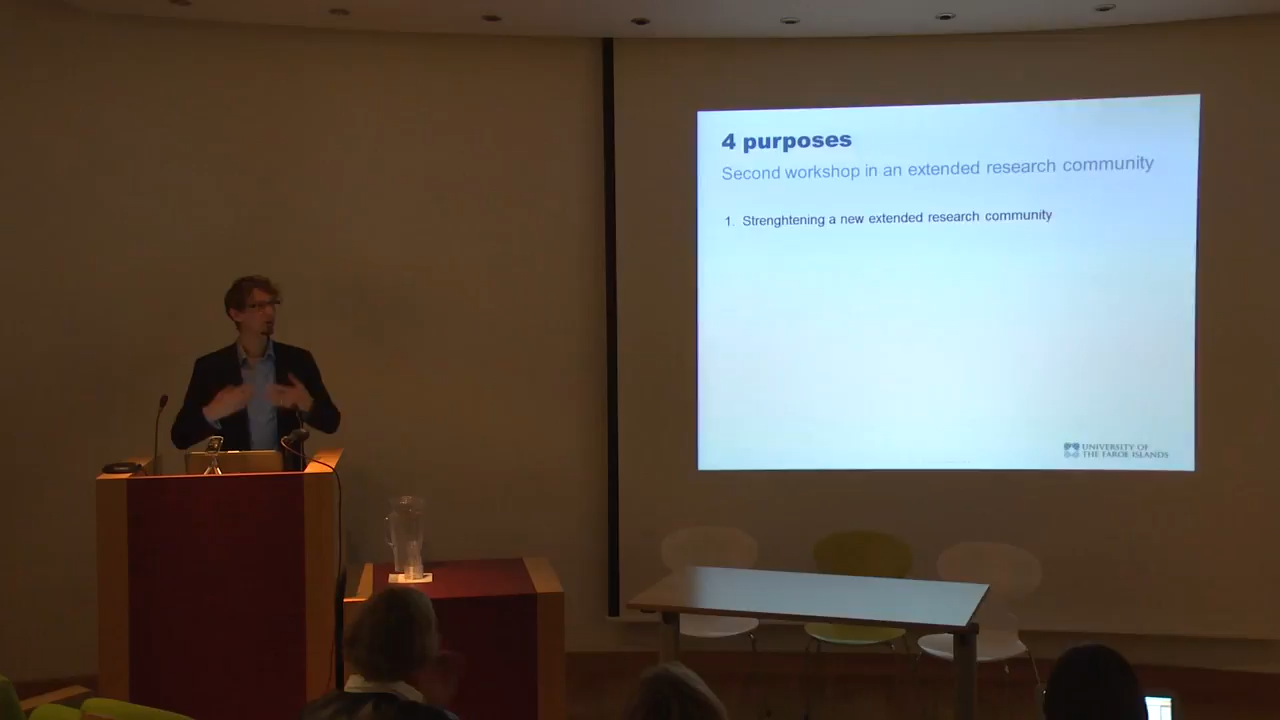 4 purposes
Second workshop in an extended research community
1. Strenghtening a new extended research community
UNIVERSITY OF
THE FAROE ISLANDS